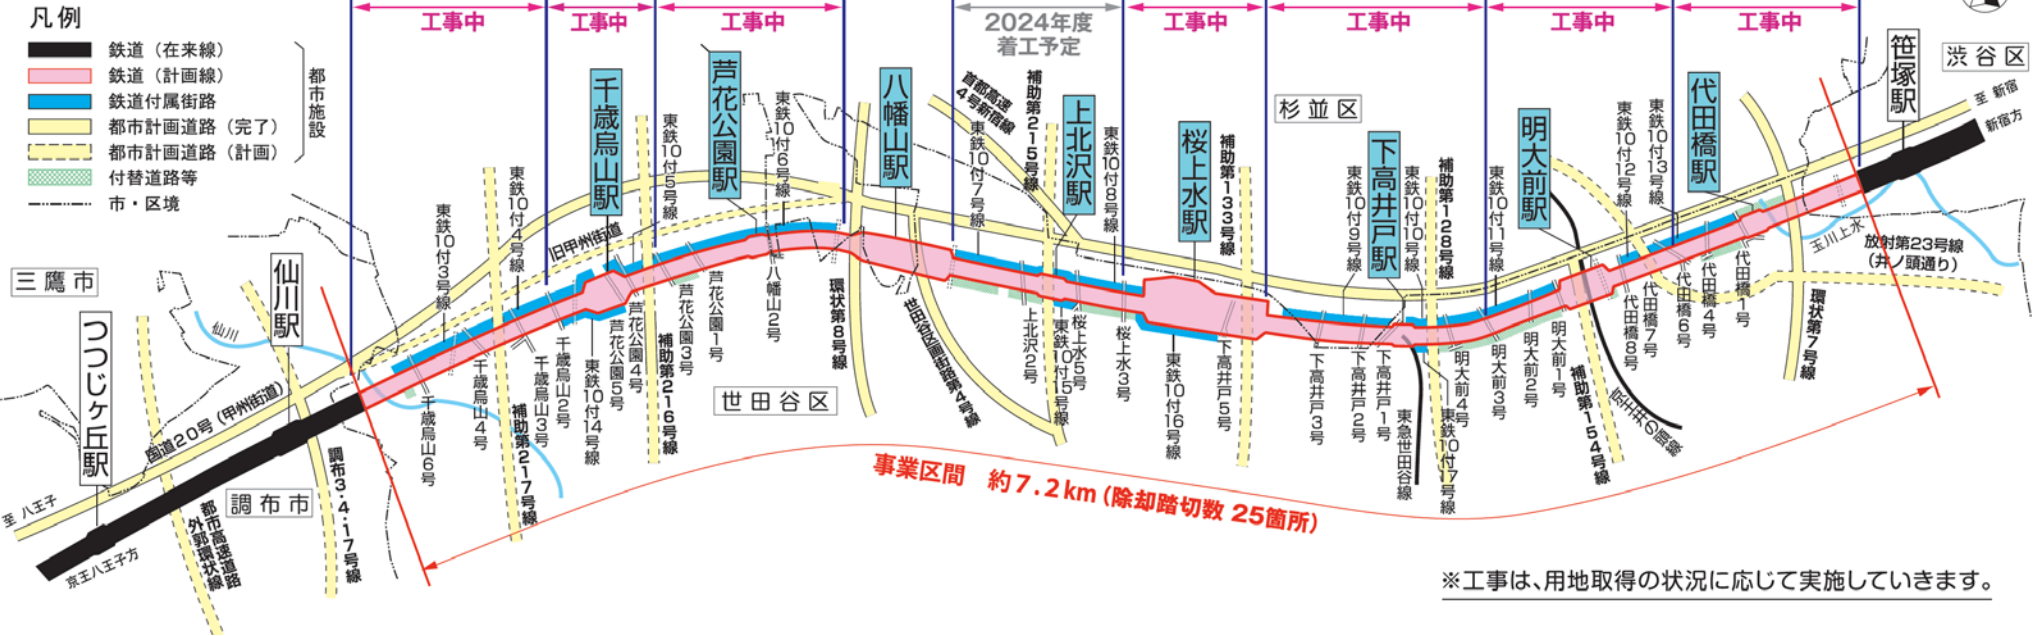 凡例
鉄道（在来線）
鉄道（計画線）
鉄道付属街路
都市計画道路（完了）
都市計画道路（計画）
付替道路等
市・区境
都市施設
工事中
工事中
工事中
2024年度
着工予定
工事中
工事中
工事中
工事中
三鷹市
調布市
世田谷区
杉並区
渋谷区
つつじヶ丘駅
仙川駅
千歳烏山駅
芦花公園駅
八幡山駅
上北沢駅
桜上水駅
下高井戸駅
明大前駅
代田橋駅
笹塚駅
至 八王子
京王八王子方
国道20号（甲州街道）
仙川
都市高速道路
外郭環状線
調布3・4・17号線
東鉄10付3号線
東鉄10付4号線
旧甲州街道
東鉄10付5号線
東鉄10付6号線
首都高速
4号新宿線
東鉄10付7号線
補助第215号線
東鉄10付8号線
補助第133号線
東鉄10付9号線
東鉄10付10号線
補助第128号線
東鉄10付11号線
東鉄10付12号線
東鉄10付13号線
至 新宿
新宿方
玉川上水
放射第23号線
（井ノ頭通り）
千歳烏山6号
千歳烏山4号
補助第217号線
千歳烏山3号
千歳烏山2号
東鉄10付14号線
芦花公園5号
芦花公園4号
補助第216号線
芦花公園3号
芦花公園1号
八幡山2号
環状第8号線
世田谷区画街路第4号線
上北沢2号
東鉄10付15号線
桜上水5号
桜上水3号
東鉄10付16号線
下高井戸5号
下高井戸3号
下高井戸2号
下高井戸1号
東急世田谷線
東鉄10付17号線
明大前4号
明大前3号
明大前2号
明大前1号
補助第154号線
京王井の頭線
代田橋8号
代田橋7号
代田橋6号
代田橋4号
代田橋1号
環状第7号線
事業区間 約7.2km（除却踏切数 25箇所）
※工事は、用地取得の状況に応じて実施していきます。